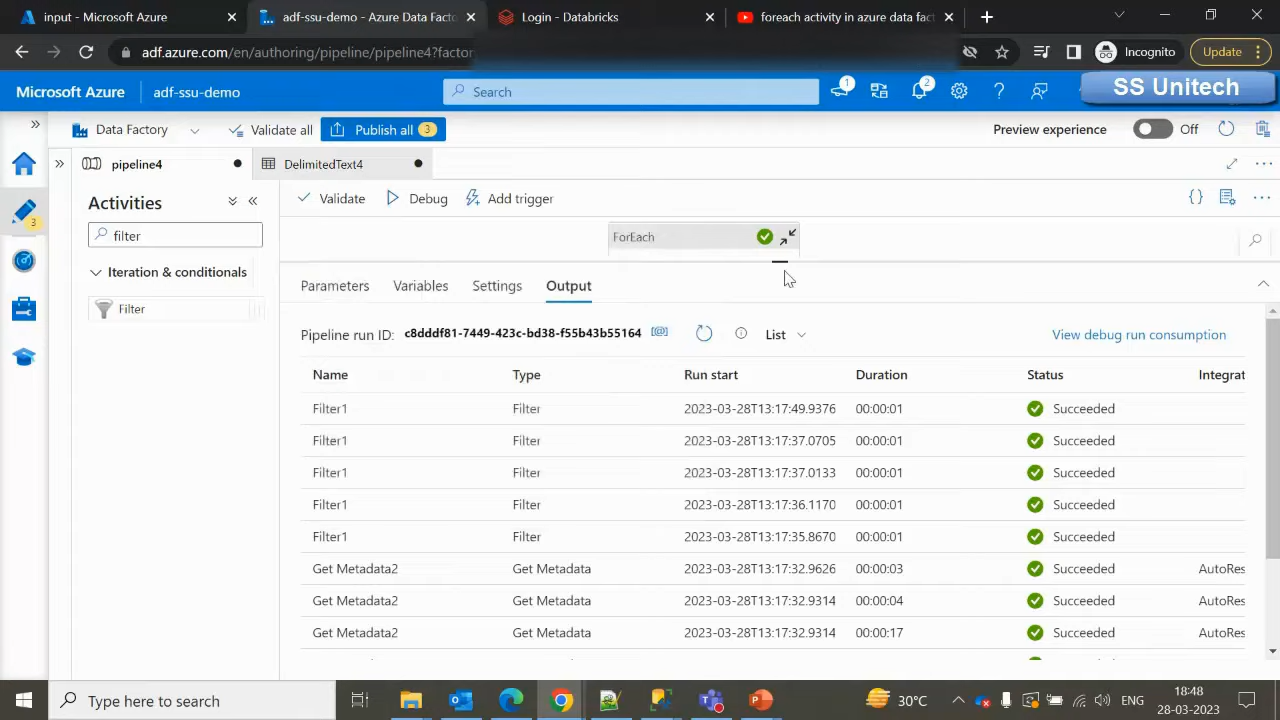 input - Microsoft Azure
adf-ssu-demo - Azure Data Facto
Login - Databricks
foreach activity in azure data fac
adf.azure.com/en/authoring/pipeline/pipeline4?factor
Incognito
Update
Microsoft Azure
adf-ssu-demo
Search
1
2
SS Unitech
Data Factory
Validate all
Publish all 3
Preview experience
Off
pipeline4
DelimitedText4
Activities
Validate
Debug
Add trigger
3
filter
ForEach
Iteration & conditionals
Filter
Parameters
Variables
Settings
Output
Pipeline run ID: c8dddf81-7449-423c-bd38-f55b43b55164 [@]
List
View debug run consumption
Name Type Run start Duration Status Integrat
Filter1 Filter 2023-03-28T13:17:49.9376 00:00:01 Succeeded
Filter1 Filter 2023-03-28T13:17:37.0705 00:00:01 Succeeded
Filter1 Filter 2023-03-28T13:17:37.0133 00:00:01 Succeeded
Filter1 Filter 2023-03-28T13:17:36.1170 00:00:01 Succeeded
Filter1 Filter 2023-03-28T13:17:35.8670 00:00:01 Succeeded
Get Metadata2 Get Metadata 2023-03-28T13:17:32.9626 00:00:03 Succeeded AutoRes
Get Metadata2 Get Metadata 2023-03-28T13:17:32.9314 00:00:04 Succeeded AutoRes
Get Metadata2 Get Metadata 2023-03-28T13:17:32.9314 00:00:17 Succeeded AutoRes
Type here to search
30°C
ENG
18:48
28-03-2023